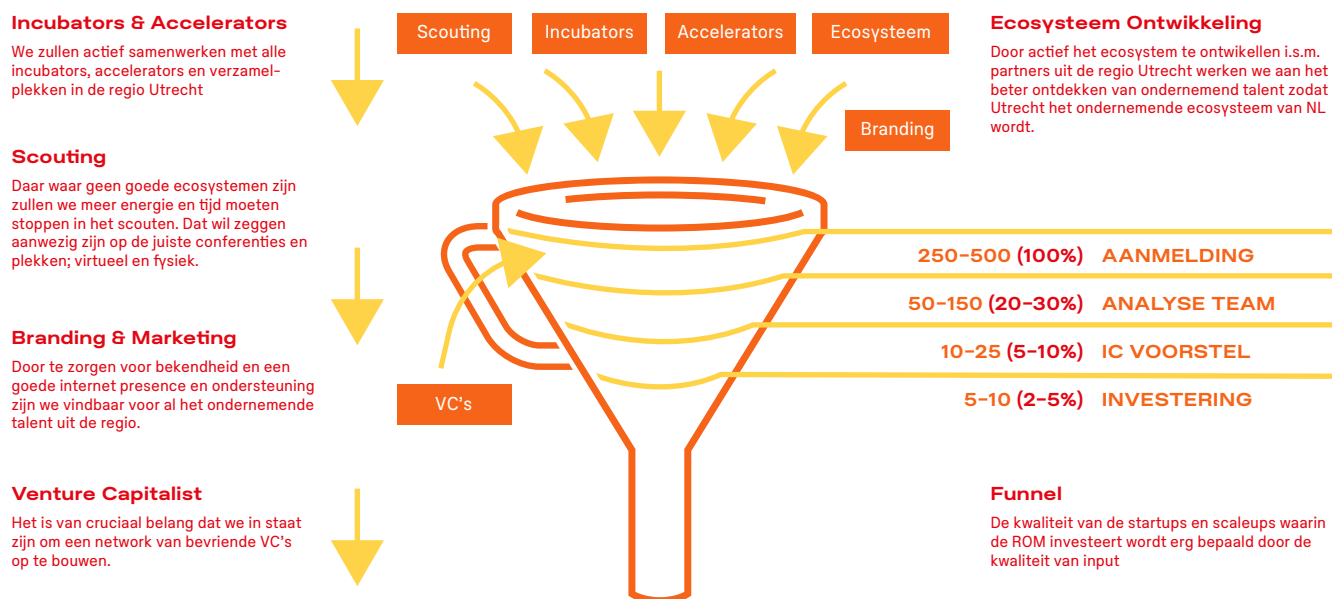 Incubators & Accelerators
We zullen actief samenwerken met alle
incubators, accelerators en verzamel-
plekken in de regio Utrecht
Scouting
Daar waar geen goede ecosystemen zijn
zullen we meer energie en tijd moeten
stoppen in het scouten. Dat wil zeggen
aanwezig zijn op de juiste conferenties en
plekken; virtueel en fysiek.
Branding & Marketing
Door te zorgen voor bekendheid en een
goede internet presence en ondersteuning
zijn we vindbaar voor al het ondernemende
talent uit de regio.
Venture Capitalist
Het is van cruciaal belang dat we in staat
zijn om een network van bevriende VC's
op te bouwen.
Scouting
Incubators
Accelerators
Ecosysteem
Branding
VC's
Ecosysteem Ontwikkeling
Door actief het ecosystem te ontwikellen i.s.m.
partners uit de regio Utrecht werken we aan het
beter ontdekken van ondernemend talent zodat
Utrecht het ondernemende ecosysteem van NL
wordt.
250-500 (100%) AANMELDING
50-150 (20-30%) ANALYSE TEAM
10-25 (5-10%) IC VOORSTEL
5-10 (2-5%) INVESTERING
Funnel
De kwaliteit van de startups en scaleups waarin
de ROM investeert wordt erg bepaald door de
kwaliteit van input